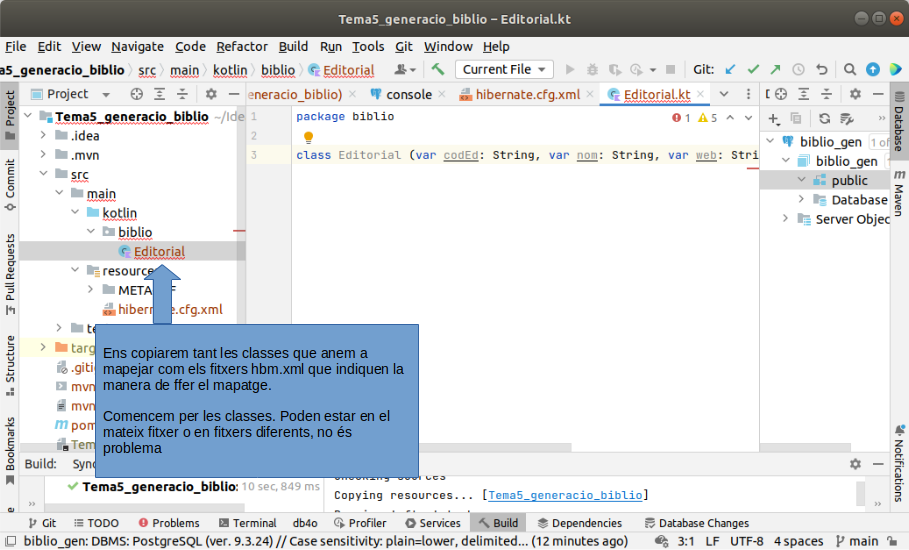 Tema5_generacio_biblio – Editorial.kt
File Edit View Navigate Code Refactor Build Run Tools Git Window Help
a5_generacio_biblio src main kotlin biblio Editorial Current File Git:
Project
eneracio_biblio) console hibernate.cfg.xml Editorial.kt
Tema5_generacio_biblio ~/Ide
.idea
.mvn
src
main
kotlin
biblio
Editorial
resource
META F
hibernate.cfg.xml
te
targ
.giti
mvn
mvn
pom
Tem
1 package biblio
2
3 class Editorial (var codEd: String, var nom: String, var web: Stri
1 5
biblio_gen 1 of
biblio_gen
public
Database
Server Objec
Project
Commit
Pull Requests
Structure
Bookmarks
Database
Maven
Notifications
Ens copiarem tant les classes que anem a
mapejar com els fitxers hbm.xml que indiquen la
manera de ffer el mapatge.
Comencem per les classes. Poden estar en el
mateix fitxer o en fitxers diferents, no és
problema
Build: Sync
Tema5_generacio_biblio: 10 sec, 849 ms
Copying resources... [Tema5_generacio_biblio]
Git TODO Problems Terminal db4o Profiler Services Build Dependencies Database Changes
biblio_gen: DBMS: PostgreSQL (ver. 9.3.24) // Case sensitivity: plain=lower, delimited... (12 minutes ago) 3:1 LF UTF-8 4 spaces main